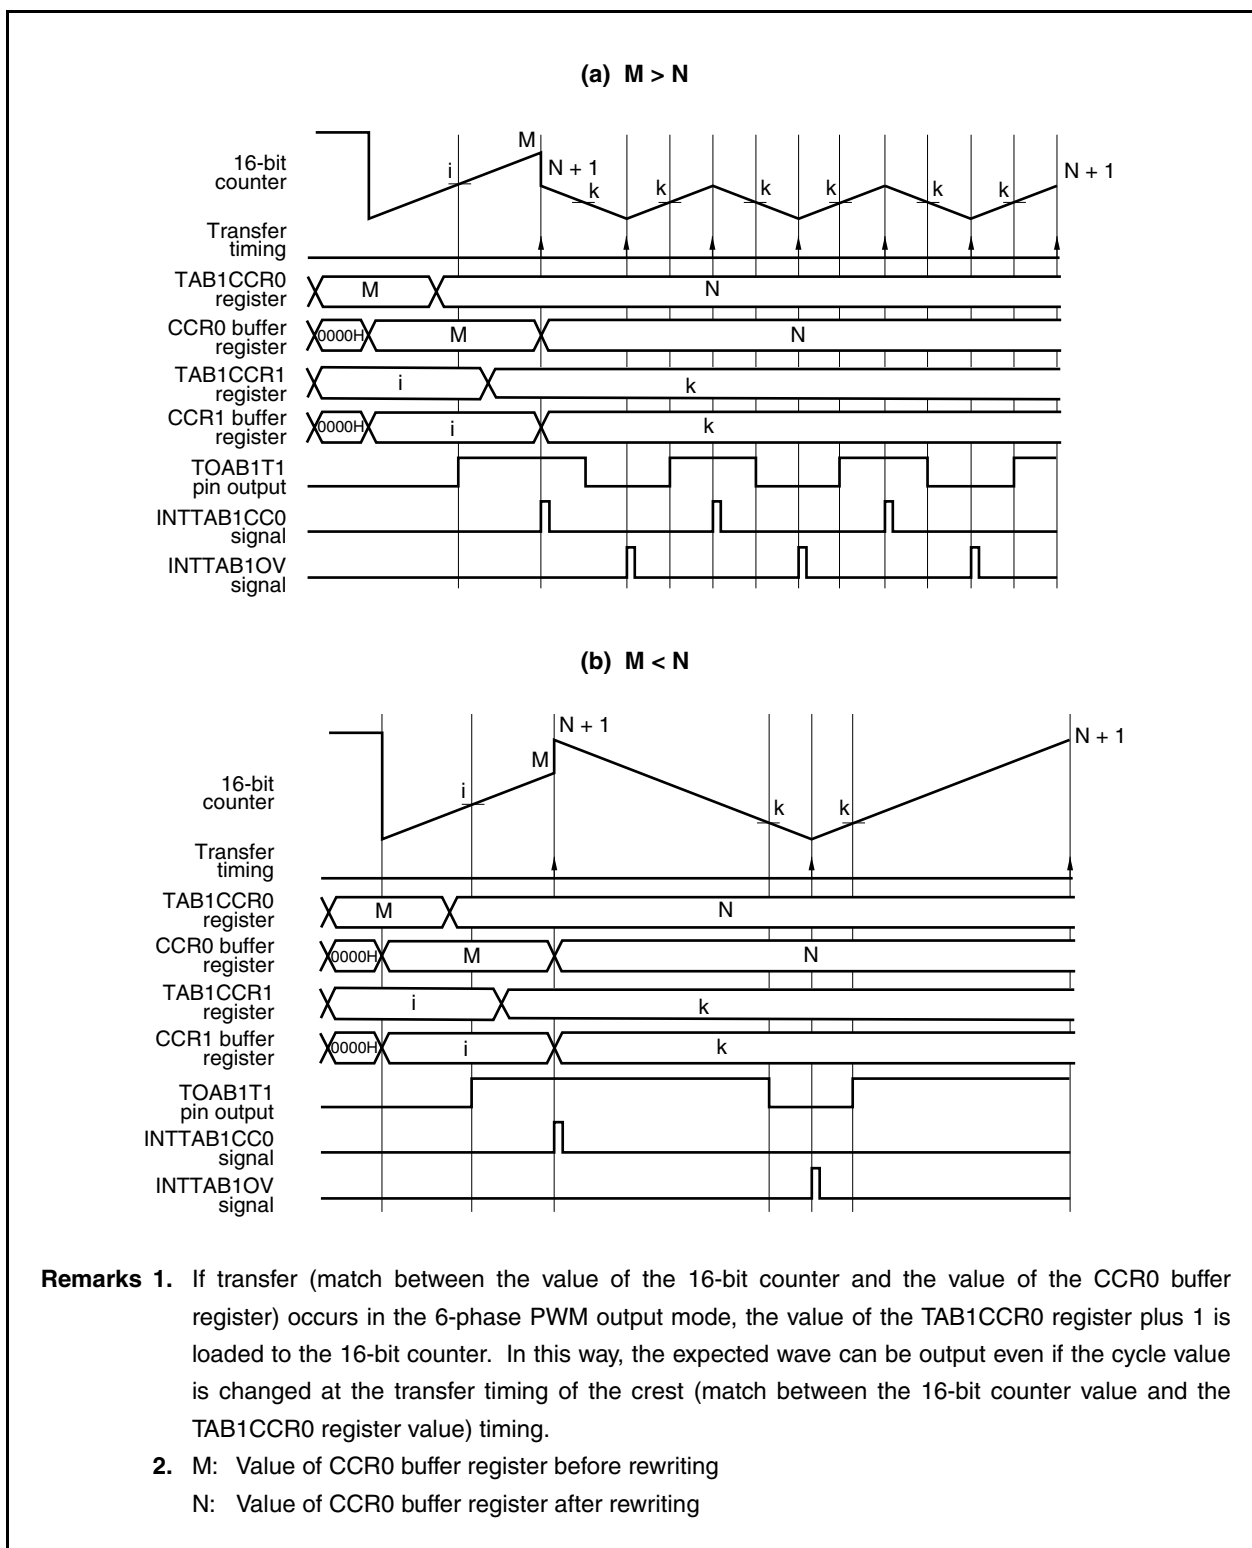 (a) M > N
16-bit
counter
i
M
N + 1
k
k
k
k
k
k
N + 1
Transfer
timing
TAB1CCR0
register
M
N
CCR0 buffer
register
0000H
M
N
TAB1CCR1
register
i
k
CCR1 buffer
register
0000H
i
k
TOAB1T1
pin output
INTTAB1CC0
signal
INTTAB1OV
signal
(b) M < N
16-bit
counter
i
M
N + 1
k
k
N + 1
Transfer
timing
TAB1CCR0
register
M
N
CCR0 buffer
register
0000H
M
N
TAB1CCR1
register
i
k
CCR1 buffer
register
0000H
i
k
TOAB1T1
pin output
INTTAB1CC0
signal
INTTAB1OV
signal
Remarks 1. If transfer (match between the value of the 16-bit counter and the value of the CCR0 buffer
register) occurs in the 6-phase PWM output mode, the value of the TAB1CCR0 register plus 1 is
loaded to the 16-bit counter. In this way, the expected wave can be output even if the cycle value
is changed at the transfer timing of the crest (match between the 16-bit counter value and the
TAB1CCR0 register value) timing.
2. M: Value of CCR0 buffer register before rewriting
N: Value of CCR0 buffer register after rewriting